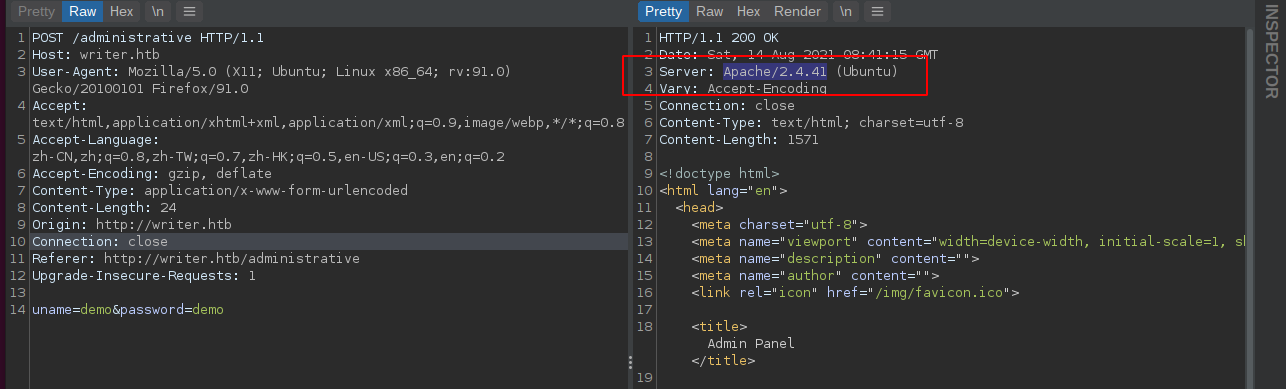 Pretty Raw Hex \n
1 POST /administrative HTTP/1.1
2 Host: writer.htb
3 User-Agent: Mozilla/5.0 (X11; Ubuntu; Linux x86_64; rv:91.0)
Gecko/20100101 Firefox/91.0
4 Accept:
text/html,application/xhtml+xml,application/xml;q=0.9,image/webp,*/*;q=0.8
5 Accept-Language:
zh-CN,zh;q=0.8,zh-TW;q=0.7,zh-HK;q=0.5,en-US;q=0.3,en;q=0.2
6 Accept-Encoding: gzip, deflate
7 Content-Type: application/x-www-form-urlencoded
8 Content-Length: 24
9 Origin: http://writer.htb
10 Connection: close
11 Referer: http://writer.htb/administrative
12 Upgrade-Insecure-Requests: 1
13
14 uname=demo&password=demo
Pretty Raw Hex Render \n
1 HTTP/1.1 200 OK
2 Date: Sat, 14 Aug 2021 08:41:15 GMT
3 Server: Apache/2.4.41 (Ubuntu)
4 Vary: Accept-Encoding
5 Connection: close
6 Content-Type: text/html; charset=utf-8
7 Content-Length: 1571
8
9 <!doctype html>
10 <html lang="en">
11 <head>
12 <meta charset="utf-8">
13 <meta name="viewport" content="width=device-width, initial-scale=1, sh
14 <meta name="description" content="">
15 <meta name="author" content="">
16 <link rel="icon" href="/img/favicon.ico">
17
18 <title>
Admin Panel
</title>
19
INSPECTOR